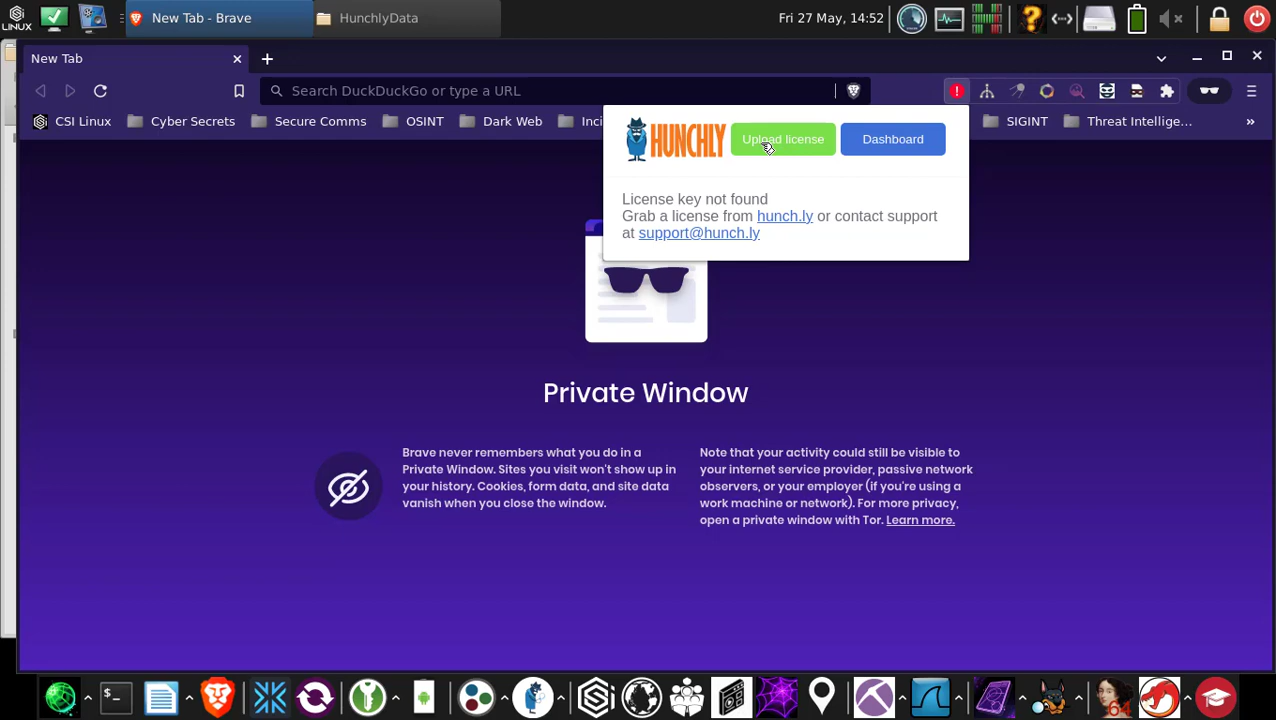 LINUX
New Tab - Brave
HunchlyData
Fri 27 May, 14:52
New Tab
Search DuckDuckGo or type a URL
CSI Linux
Cyber Secrets
Secure Comms
OSINT
Dark Web
Inci
SIGINT
Threat Intellige...
HUNCHLY
Upload license
Dashboard
License key not found
Grab a license from hunch.ly or contact support
at support@hunch.ly
Private Window
Brave never remembers what you do in a
Private Window. Sites you visit won't show up in
your history. Cookies, form data, and site data
vanish when you close the window.
Note that your activity could still be visible to
your internet service provider, passive network
observers, or your employer (if you're using a
work machine or network). For more privacy,
open a private window with Tor. Learn more.
64